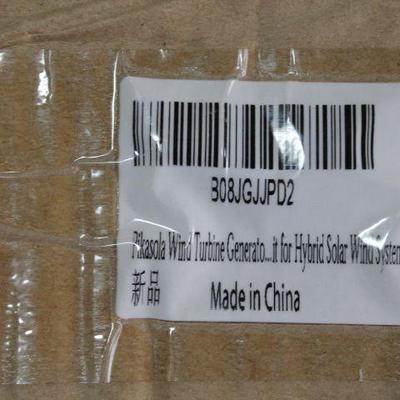 B08JGJJPD2
Pikasola Wind Turbine Generato....it for Hybrid Solar Wind System
新品
Made in China